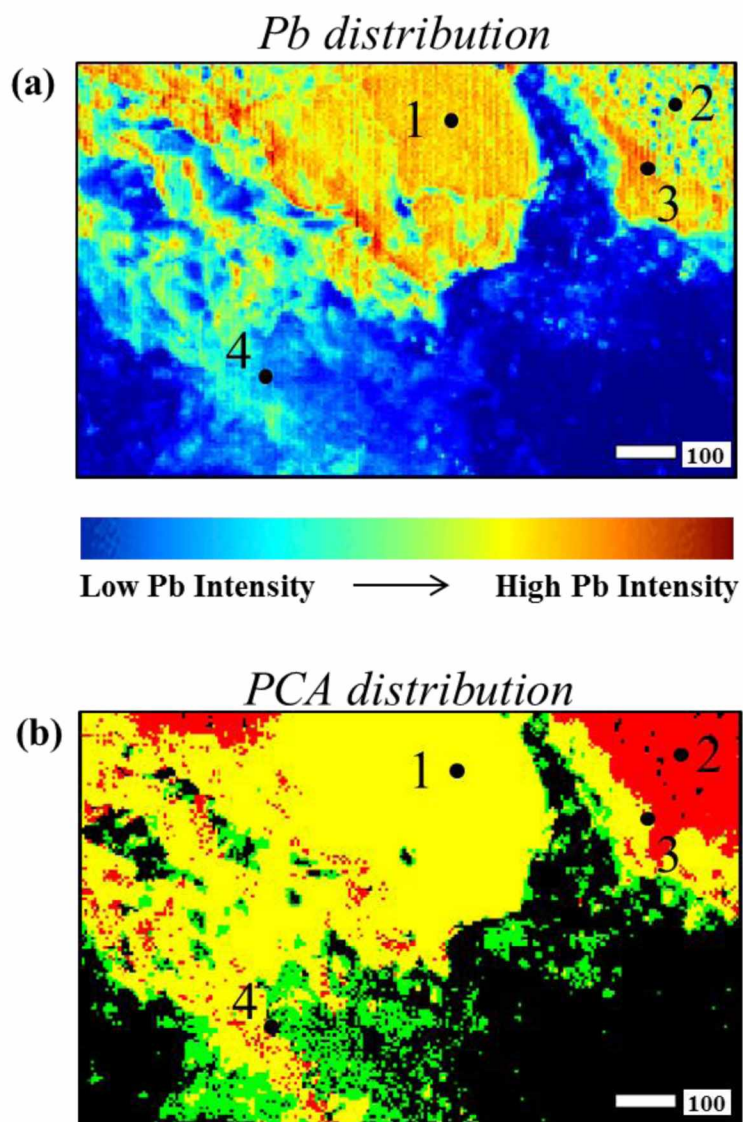 Pb distribution
(a)
1
2
3
4
100
Low Pb Intensity → High Pb Intensity
PCA distribution
(b)
1
2
3
4
100